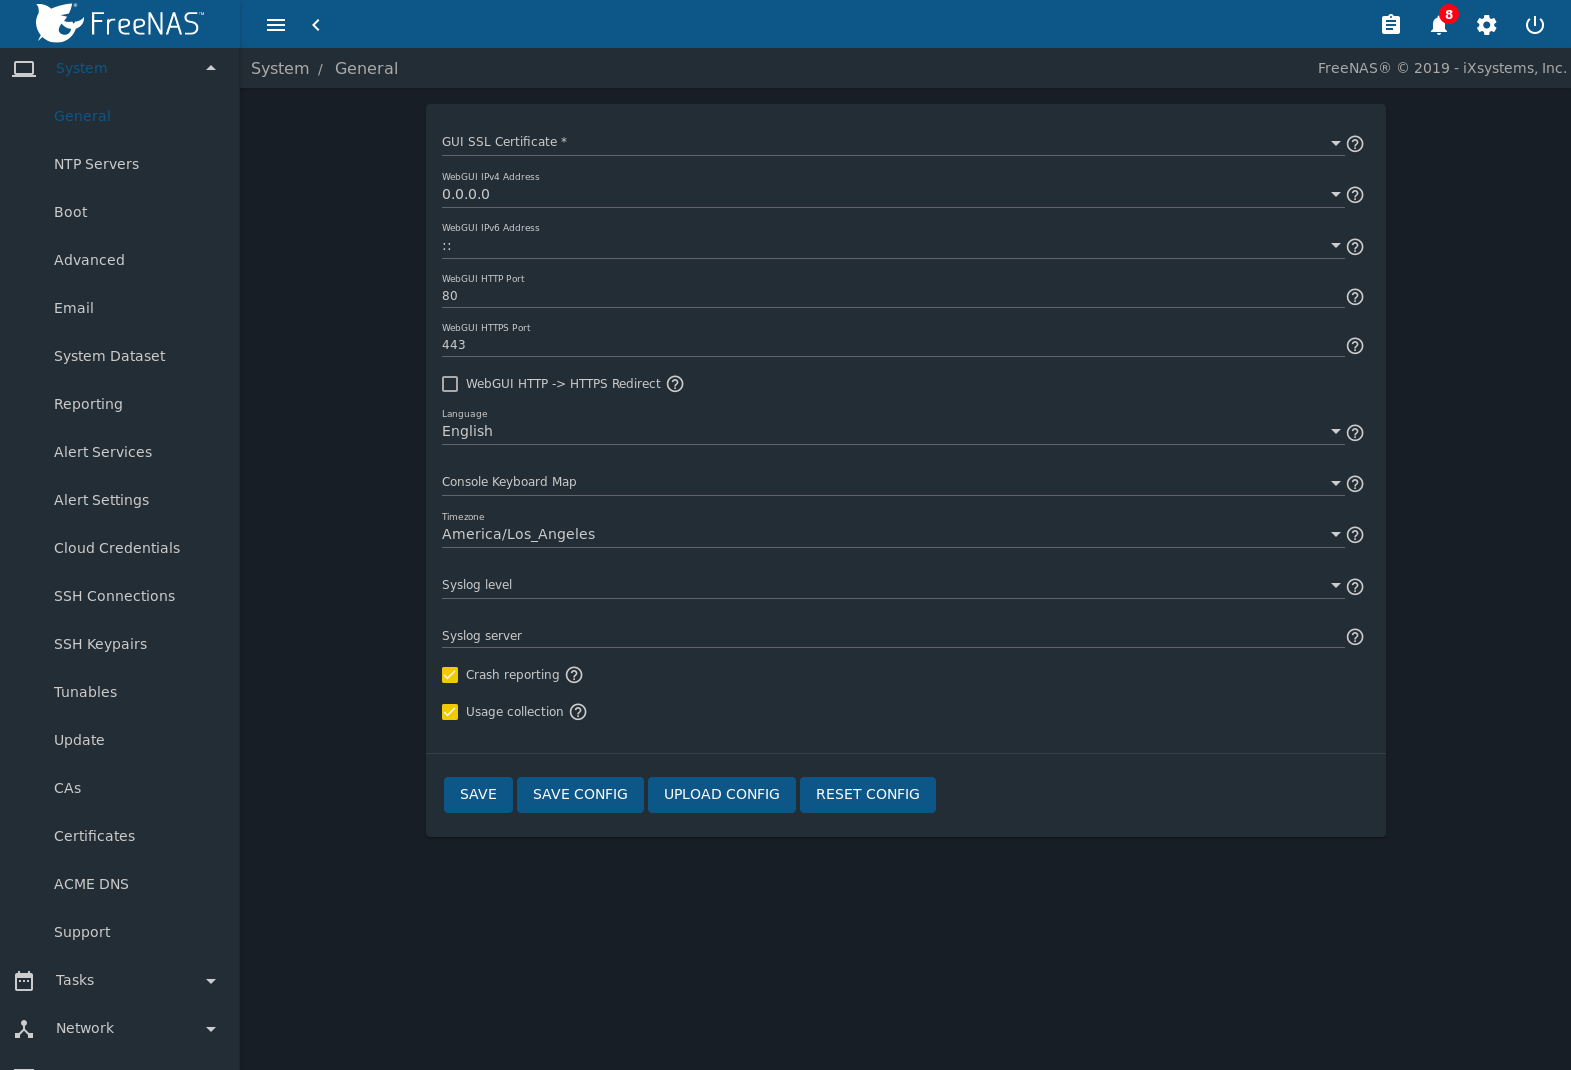 FreeNAS™
8
System / General
FreeNAS® © 2019 - iXsystems, Inc.
System
General
NTP Servers
Boot
Advanced
Email
System Dataset
Reporting
Alert Services
Alert Settings
Cloud Credentials
SSH Connections
SSH Keypairs
Tunables
Update
CAs
Certificates
ACME DNS
Support
Tasks
Network
GUI SSL Certificate *
WebGUI IPv4 Address
0.0.0.0
WebGUI IPv6 Address
::
WebGUI HTTP Port
80
WebGUI HTTPS Port
443
WebGUI HTTP -> HTTPS Redirect
Language
English
Console Keyboard Map
Timezone
America/Los_Angeles
Syslog level
Syslog server
Crash reporting
Usage collection
SAVE SAVE CONFIG UPLOAD CONFIG RESET CONFIG